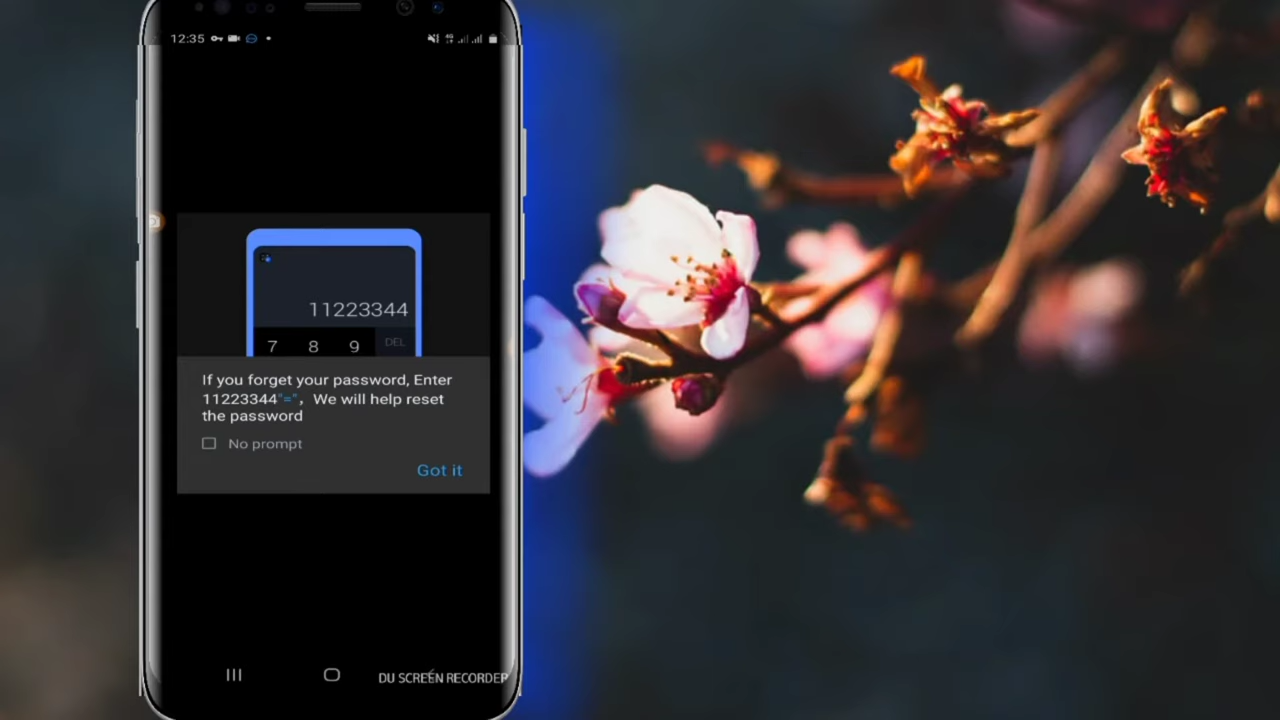 12:35
11223344
7 8 9 DEL
If you forget your password, Enter
11223344"=", We will help reset
the password
No prompt
Got it
DU SCREEN RECORDER